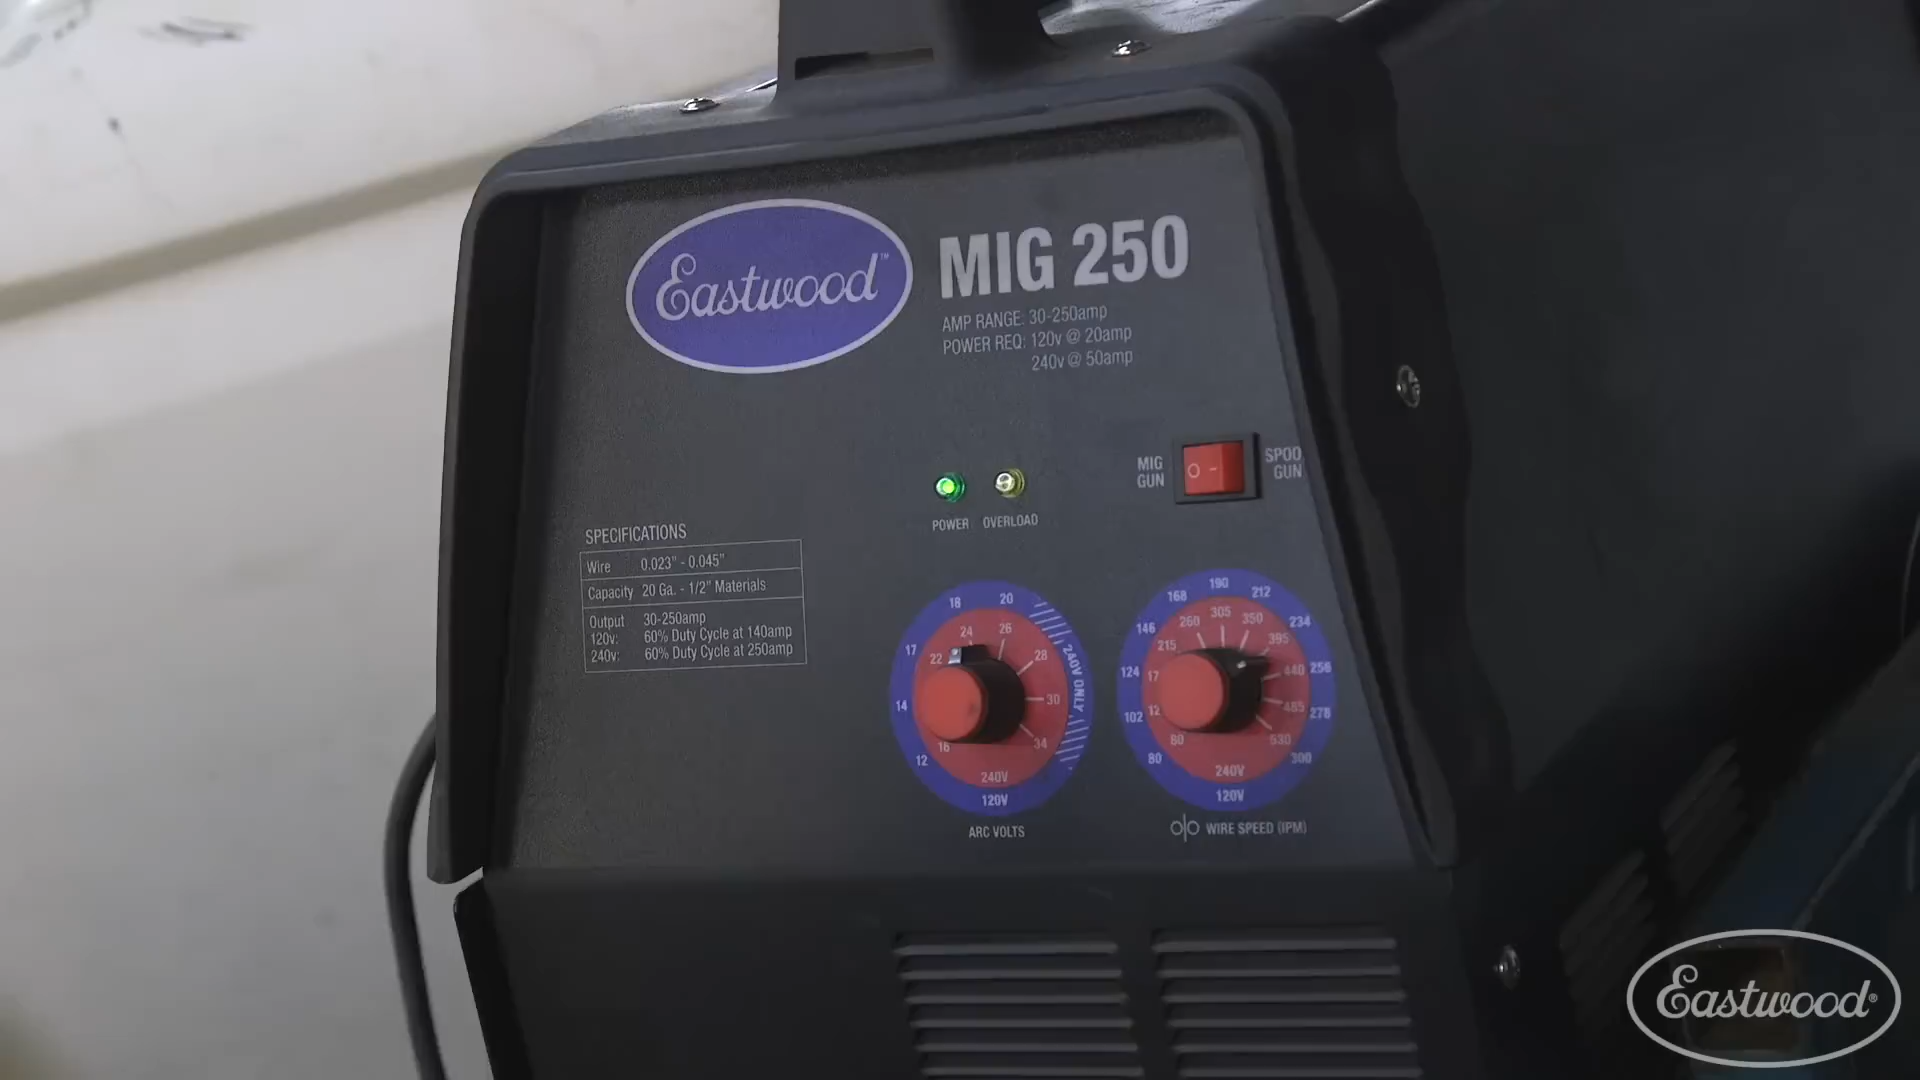 Eastwood™
MIG 250
AMP RANGE: 30-250amp
POWER REQ: 120v @ 20amp
240v @ 50amp
MIG
GUN
SPOO
GUN
POWER
OVERLOAD
SPECIFICATIONS
Wire 0.023" - 0.045"
Capacity 20 Ga. - 1/2" Materials
Output 30-250amp
120v: 60% Duty Cycle at 140amp
240v: 60% Duty Cycle at 250amp
12
14
17
18
20
240V ONLY
16
22
24
26
28
30
34
240V
120V
ARC VOLTS
80
102
124
146
168
190
212
234
256
278
300
80
12
17
215
260
305
350
395
440
485
530
240V
120V
WIRE SPEED (IPM)
Eastwood®